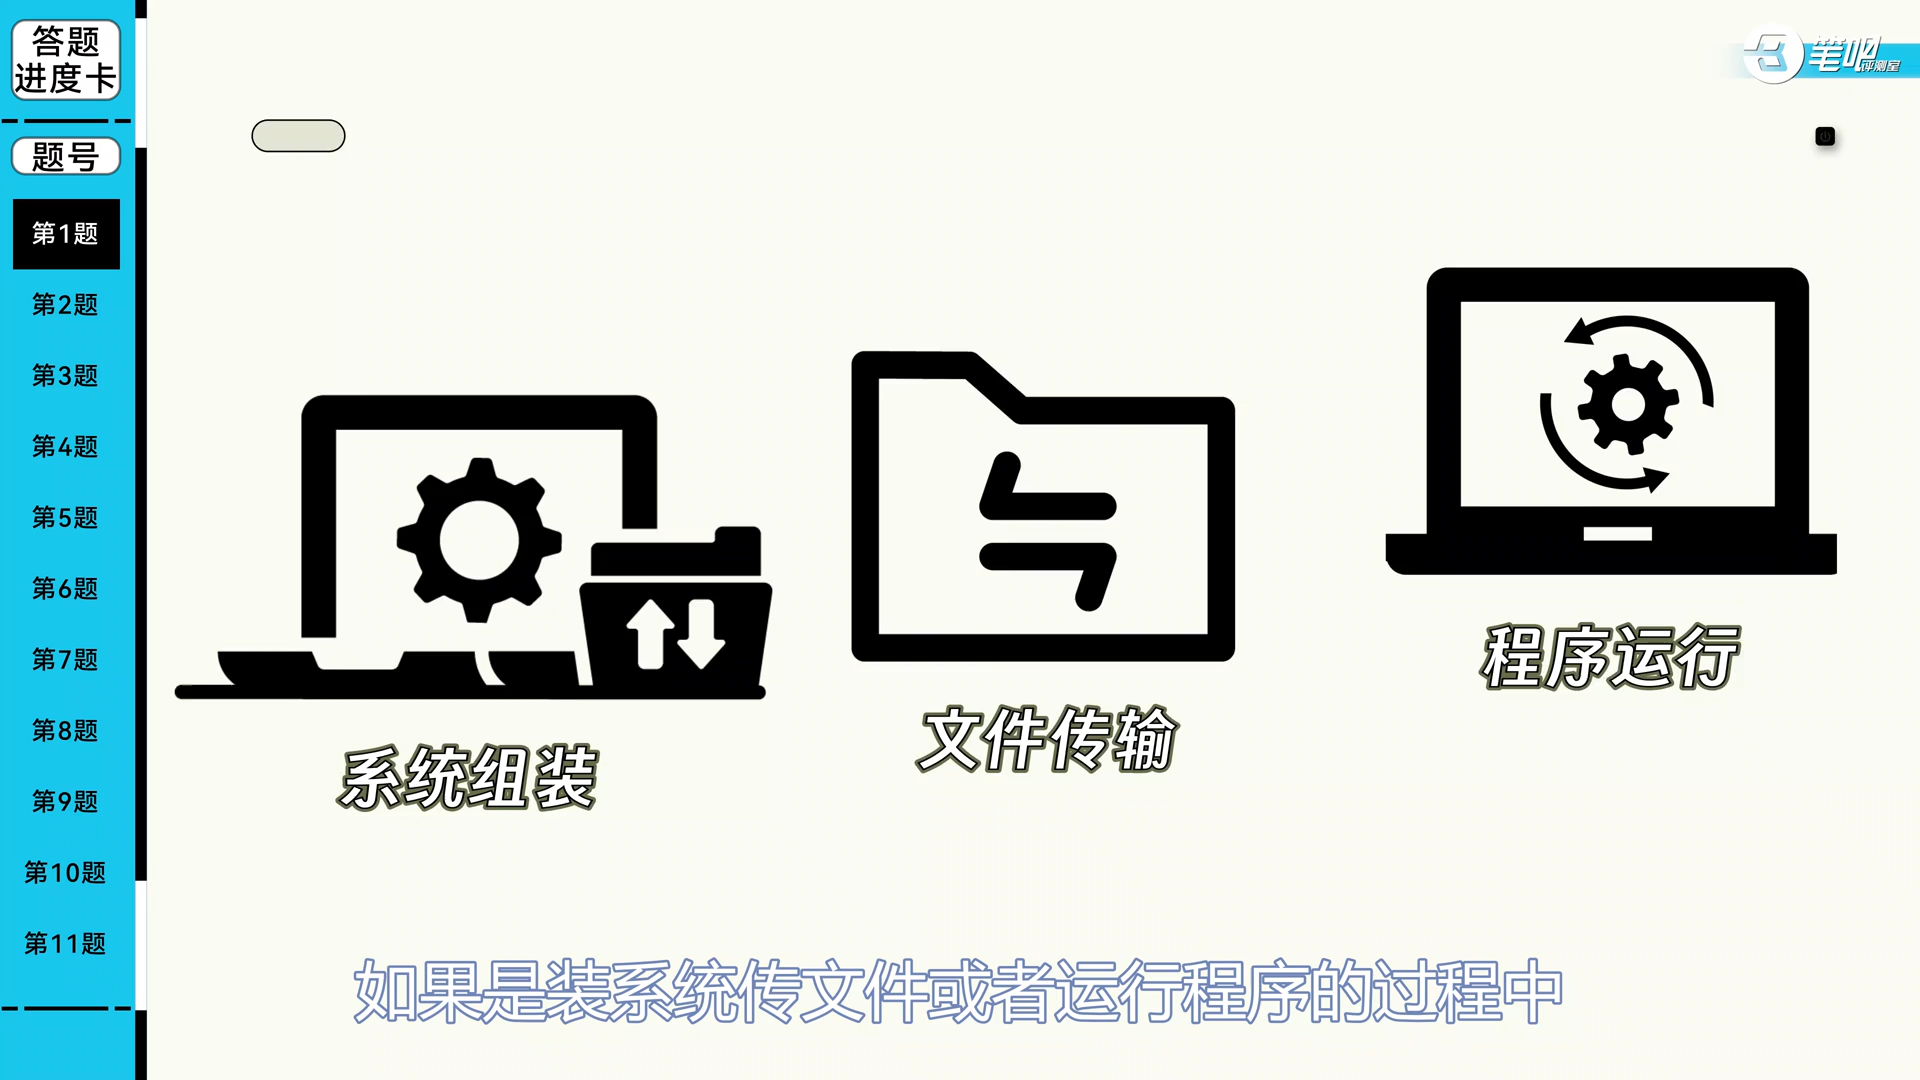 答题
进度卡
题号
第1题
第2题
第3题
第4题
第5题
第6题
第7题
第8题
第9题
第10题
第11题
笔吧
评测室
系统组装
文件传输
程序运行
如果是装系统传文件或者运行程序的过程中